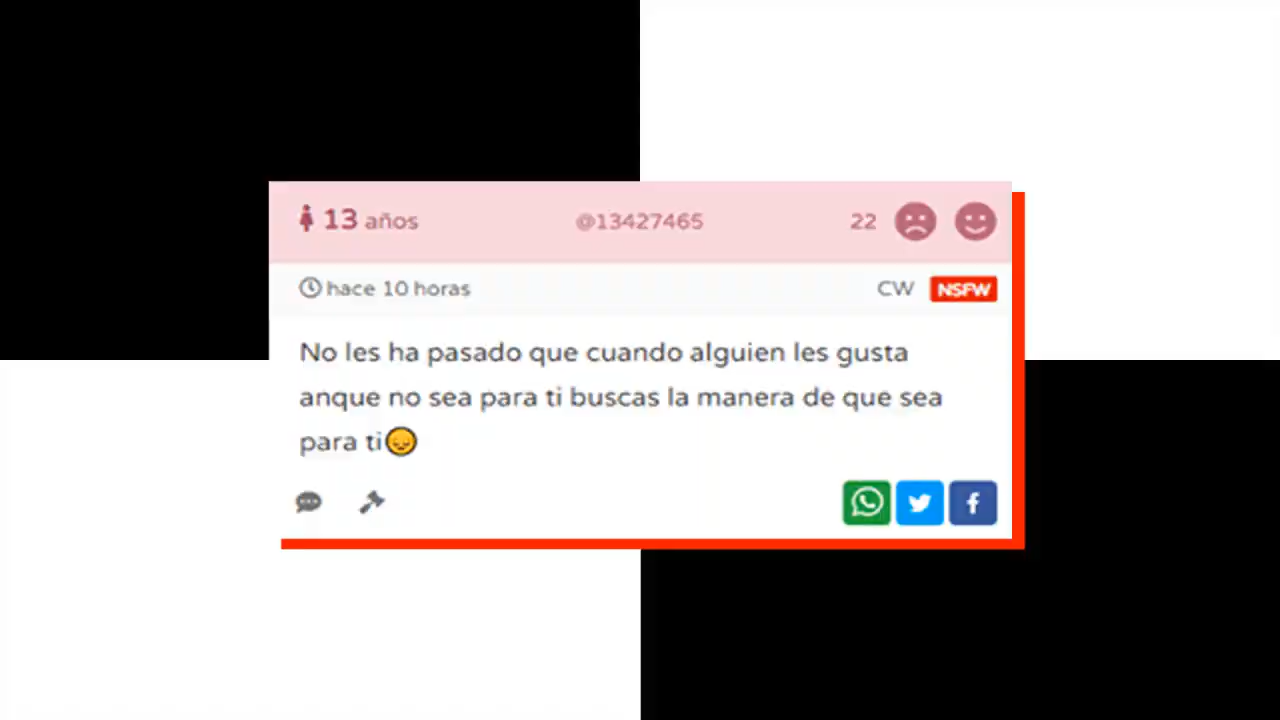 13 años @13427465 22
hace 10 horas CW NSFW
No les ha pasado que cuando alguien les gusta
anque no sea para ti buscas la manera de que sea
para ti😞